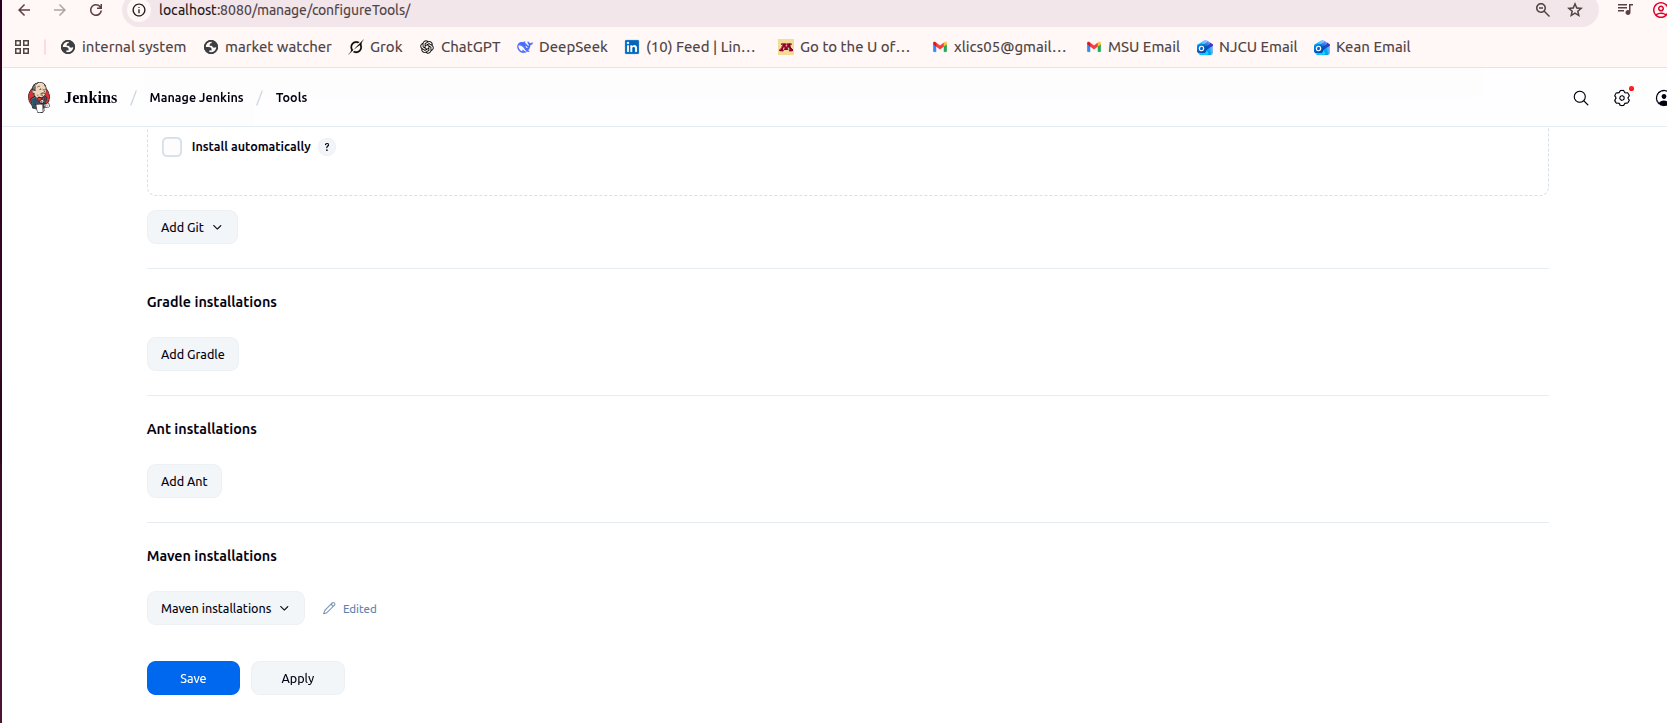 localhost:8080/manage/configureTools/
internal system market watcher Grok ChatGPT DeepSeek (10) Feed | Lin… Go to the U of… xlics05@gmail… MSU Email NJCU Email Kean Email
Jenkins / Manage Jenkins / Tools
Install automatically ?
Add Git
Gradle installations
Add Gradle
Ant installations
Add Ant
Maven installations
Maven installations Edited
Save Apply